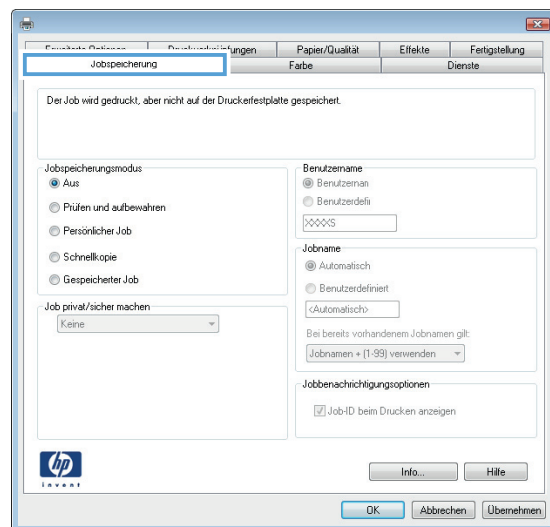 Papier/Qualität
Effekte
Fertigstellung
Jobspeicherung
Farbe
Dienste
Der Job wird gedruckt, aber nicht auf der Druckerfestplatte gespeichert.
Jobspeicherungsmodus
Aus
Prüfen und aufbewahren
Persönlicher Job
Schnellkopie
Gespeicherter Job
Job privat/sicher machen
Keine
Benutzername
Benutzernan
Benutzerdefii
XXXXS
Jobname
Automatisch
Benutzerdefiniert
<Automatisch>
Bei bereits vorhandenem Jobnamen gilt:
Jobnamen + (1-99) verwenden
Jobbenachrichtigungsoptionen
Job-ID beim Drucken anzeigen
hp
invent
Info...
Hilfe
OK
Abbrechen
Übernehmen